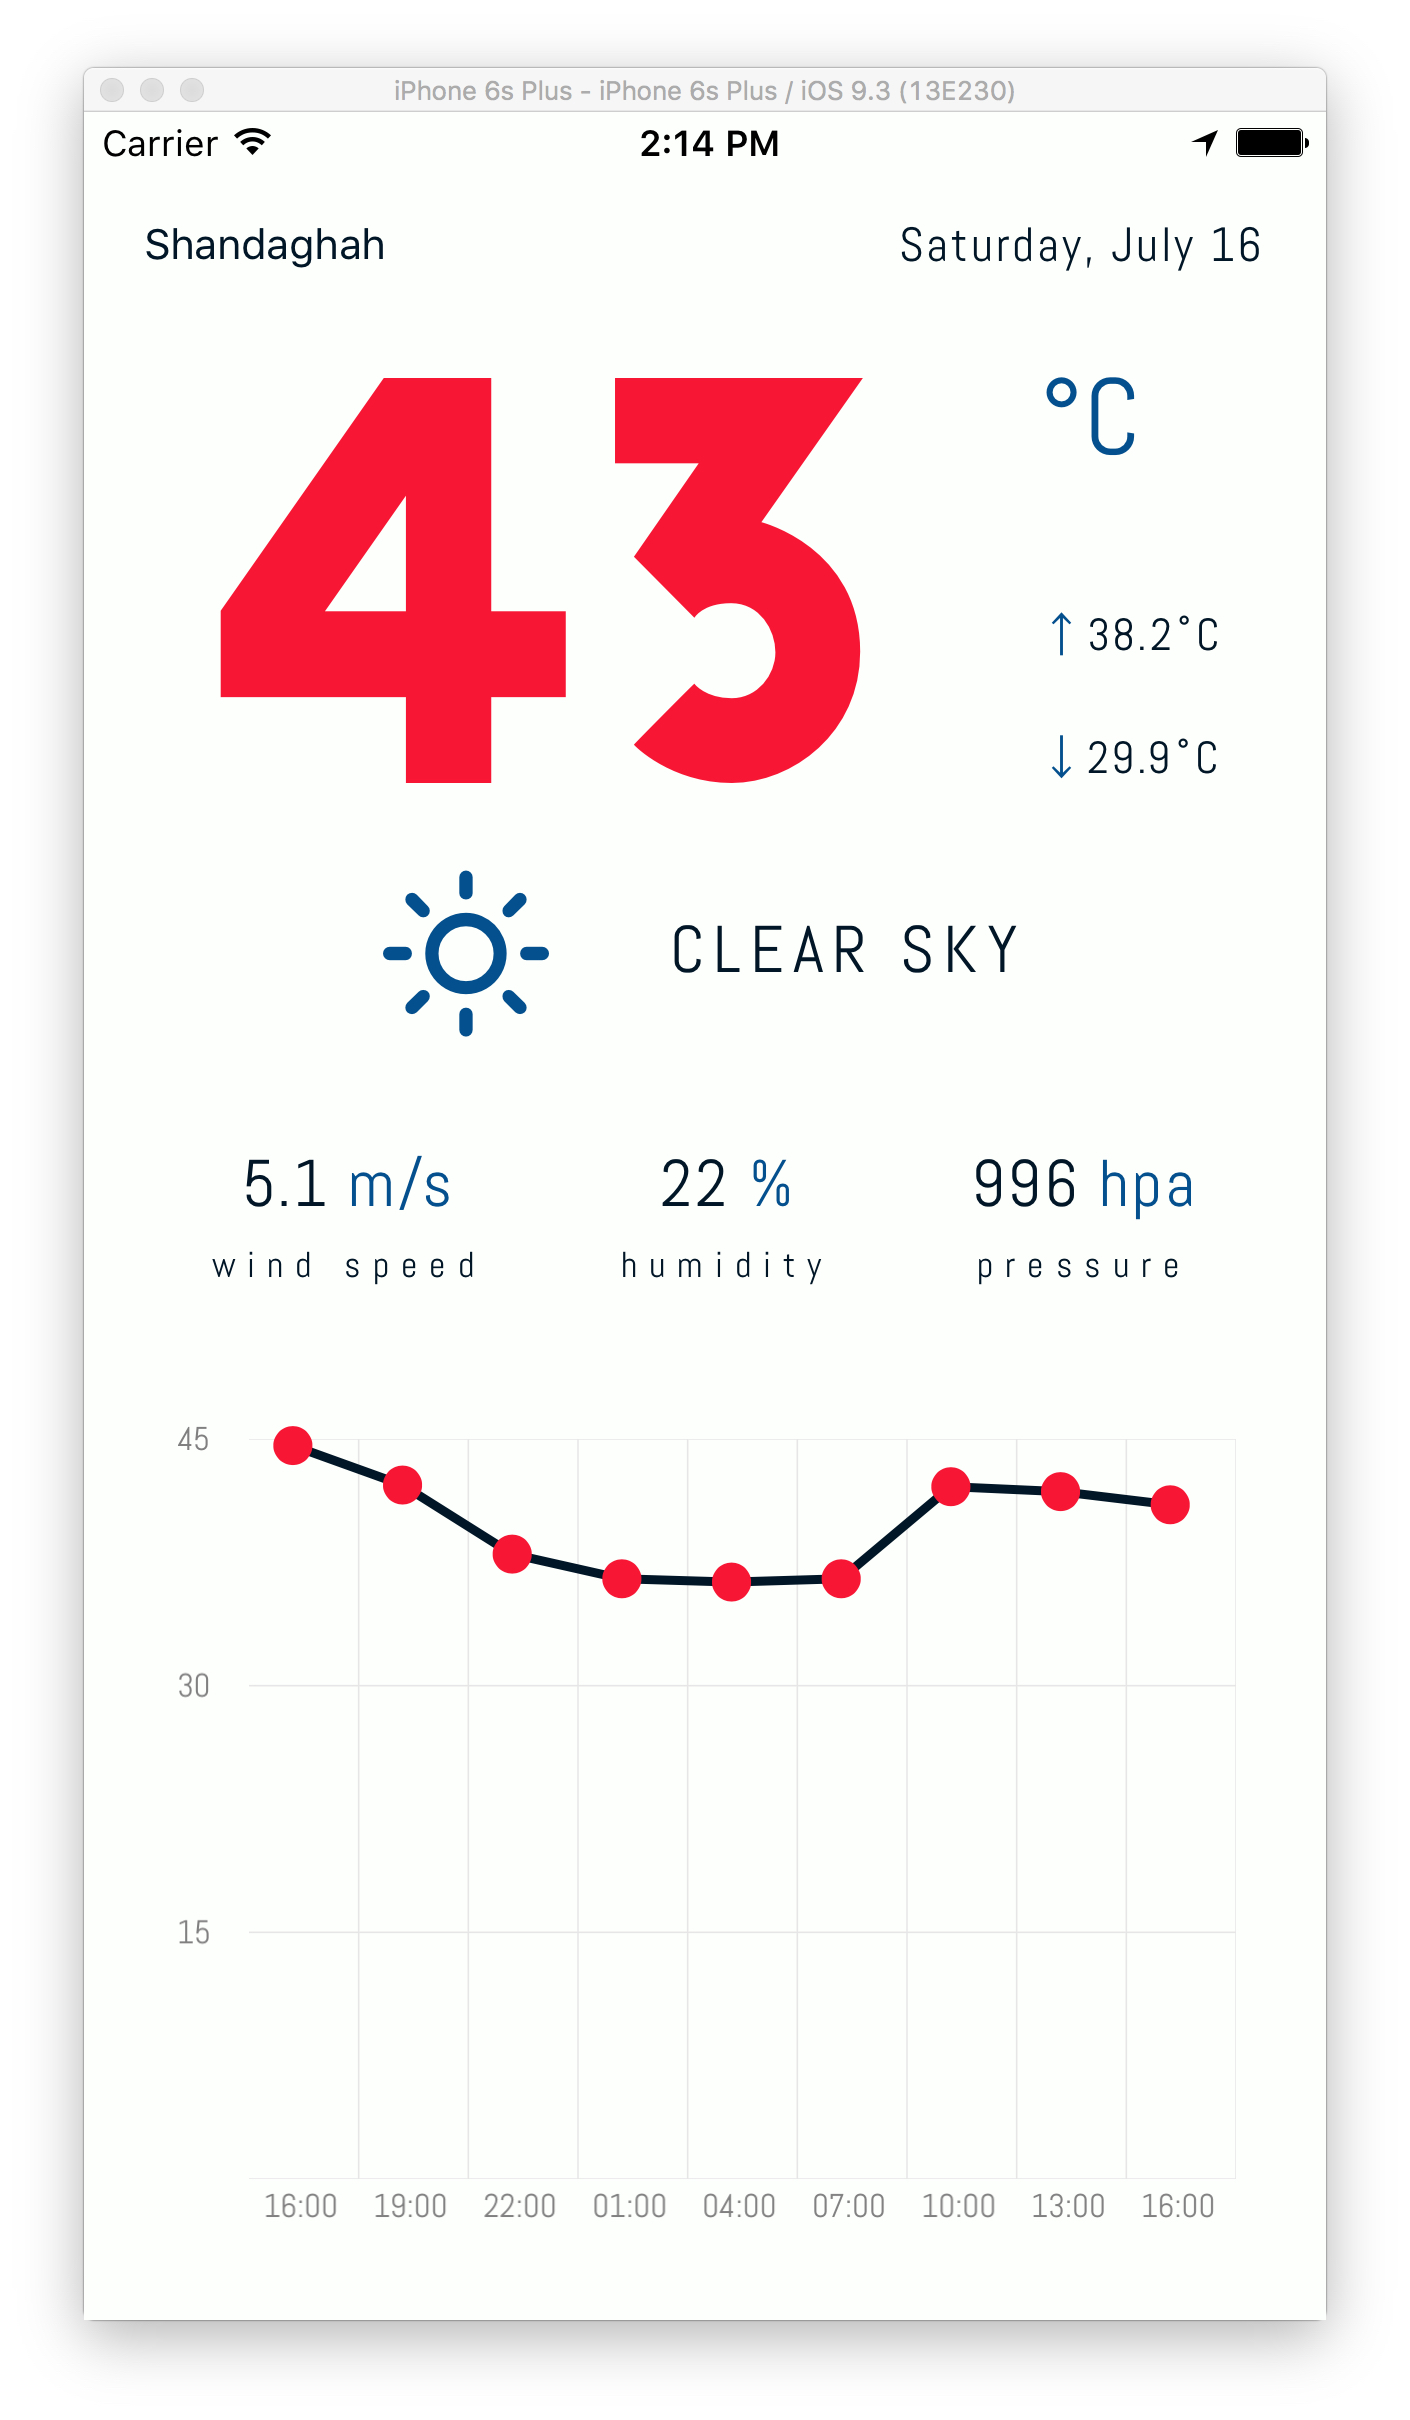 iPhone 6s Plus - iPhone 6s Plus / iOS 9.3 (13E230)
Carrier 2:14 PM
Shandaghah Saturday, July 16
43 °C
↑ 38.2°C
↓ 29.9°C
CLEAR SKY
5.1 m/s 22 % 996 hpa
wind speed humidity pressure
45
30
15
16:00 19:00 22:00 01:00 04:00 07:00 10:00 13:00 16:00